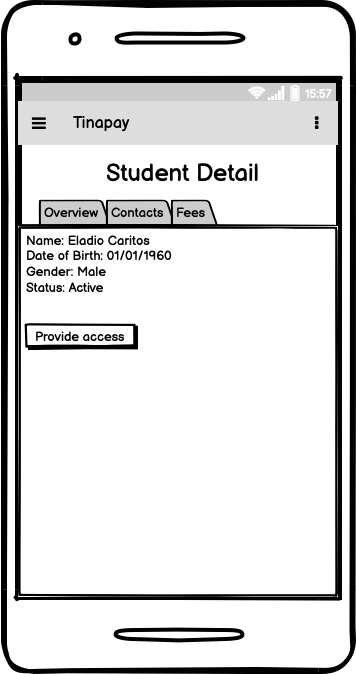 15:57
Tinapay
Student Detail
Overview Contacts Fees
Name: Eladio Caritos
Date of Birth: 01/01/1960
Gender: Male
Status: Active
Provide access